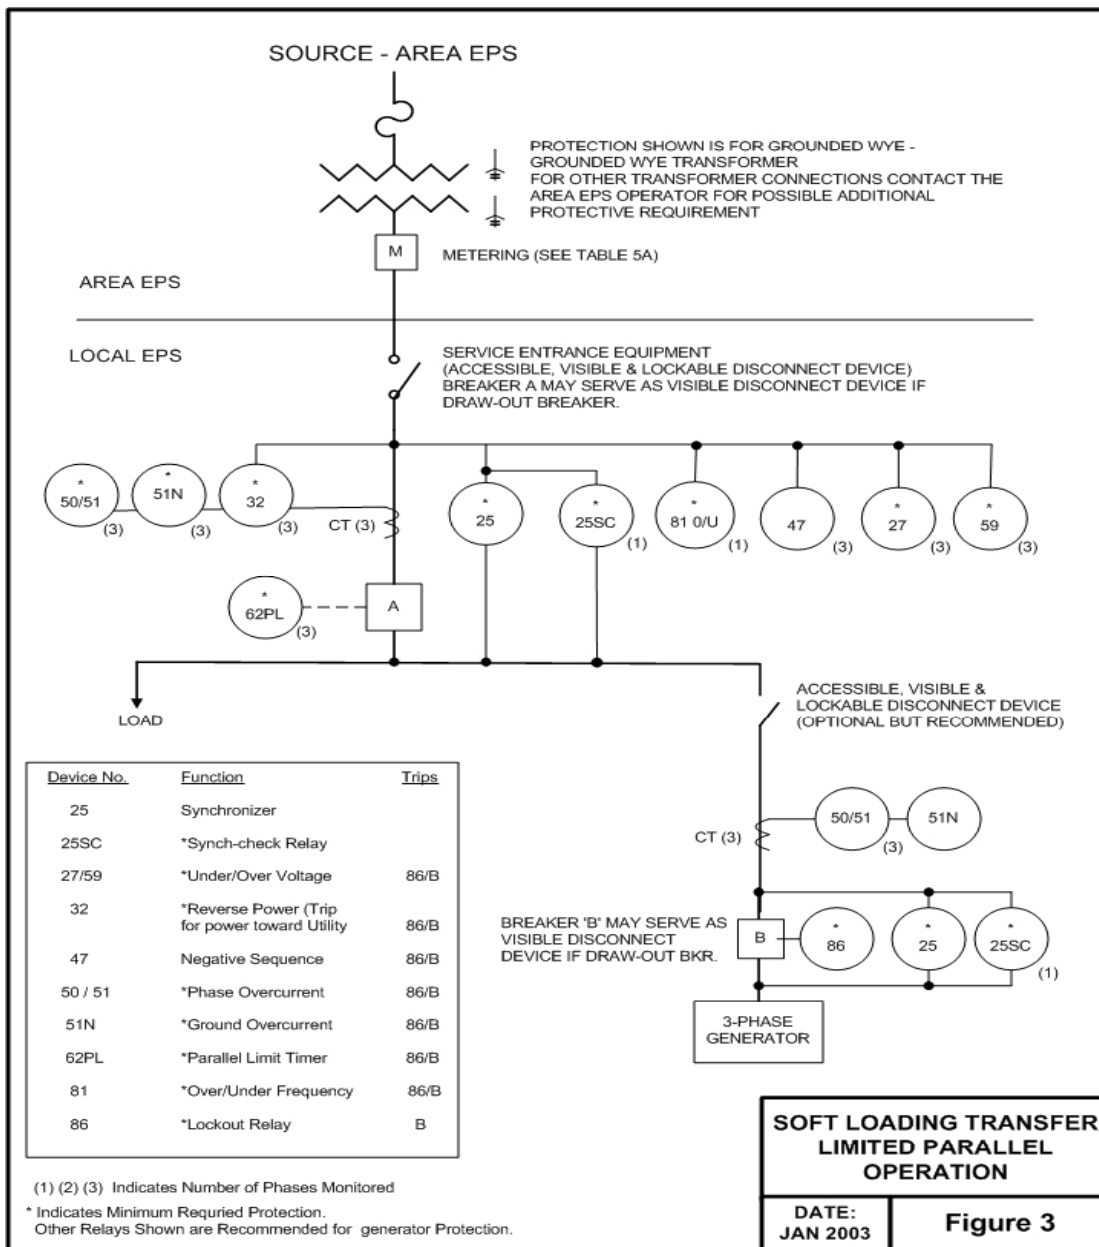 SOURCE - AREA EPS
PROTECTION SHOWN IS FOR GROUNDED WYE -
GROUNDED WYE TRANSFORMER
FOR OTHER TRANSFORMER CONNECTIONS CONTACT THE
AREA EPS OPERATOR FOR POSSIBLE ADDITIONAL
PROTECTIVE REQUIREMENT
M
METERING (SEE TABLE 5A)
AREA EPS
LOCAL EPS
SERVICE ENTRANCE EQUIPMENT
(ACCESSIBLE, VISIBLE & LOCKABLE DISCONNECT DEVICE)
BREAKER A MAY SERVE AS VISIBLE DISCONNECT DEVICE IF
DRAW-OUT BREAKER.
* 50/51 (3)
* 51N (3)
* 32 (3)
CT (3)
* 25
* 25SC (1)
* 81 0/U (1)
47 (3)
* 27 (3)
* 59 (3)
* 62PL (3)
A
LOAD
ACCESSIBLE, VISIBLE &
LOCKABLE DISCONNECT DEVICE
(OPTIONAL BUT RECOMMENDED)
CT (3)
50/51 (3)
51N
BREAKER 'B' MAY SERVE AS
VISIBLE DISCONNECT
DEVICE IF DRAW-OUT BKR.
B
* 86
* 25
* 25SC (1)
3-PHASE
GENERATOR
Device No. Function Trips
25 Synchronizer
25SC *Synch-check Relay
27/59 *Under/Over Voltage 86/B
32 *Reverse Power (Trip
for power toward Utility 86/B
47 Negative Sequence 86/B
50 / 51 *Phase Overcurrent 86/B
51N *Ground Overcurrent 86/B
62PL *Parallel Limit Timer 86/B
81 *Over/Under Frequency 86/B
86 *Lockout Relay B
(1) (2) (3) Indicates Number of Phases Monitored
* Indicates Minimum Requried Protection.
Other Relays Shown are Recommended for generator Protection.
SOFT LOADING TRANSFER
LIMITED PARALLEL
OPERATION
DATE:
JAN 2003
Figure 3